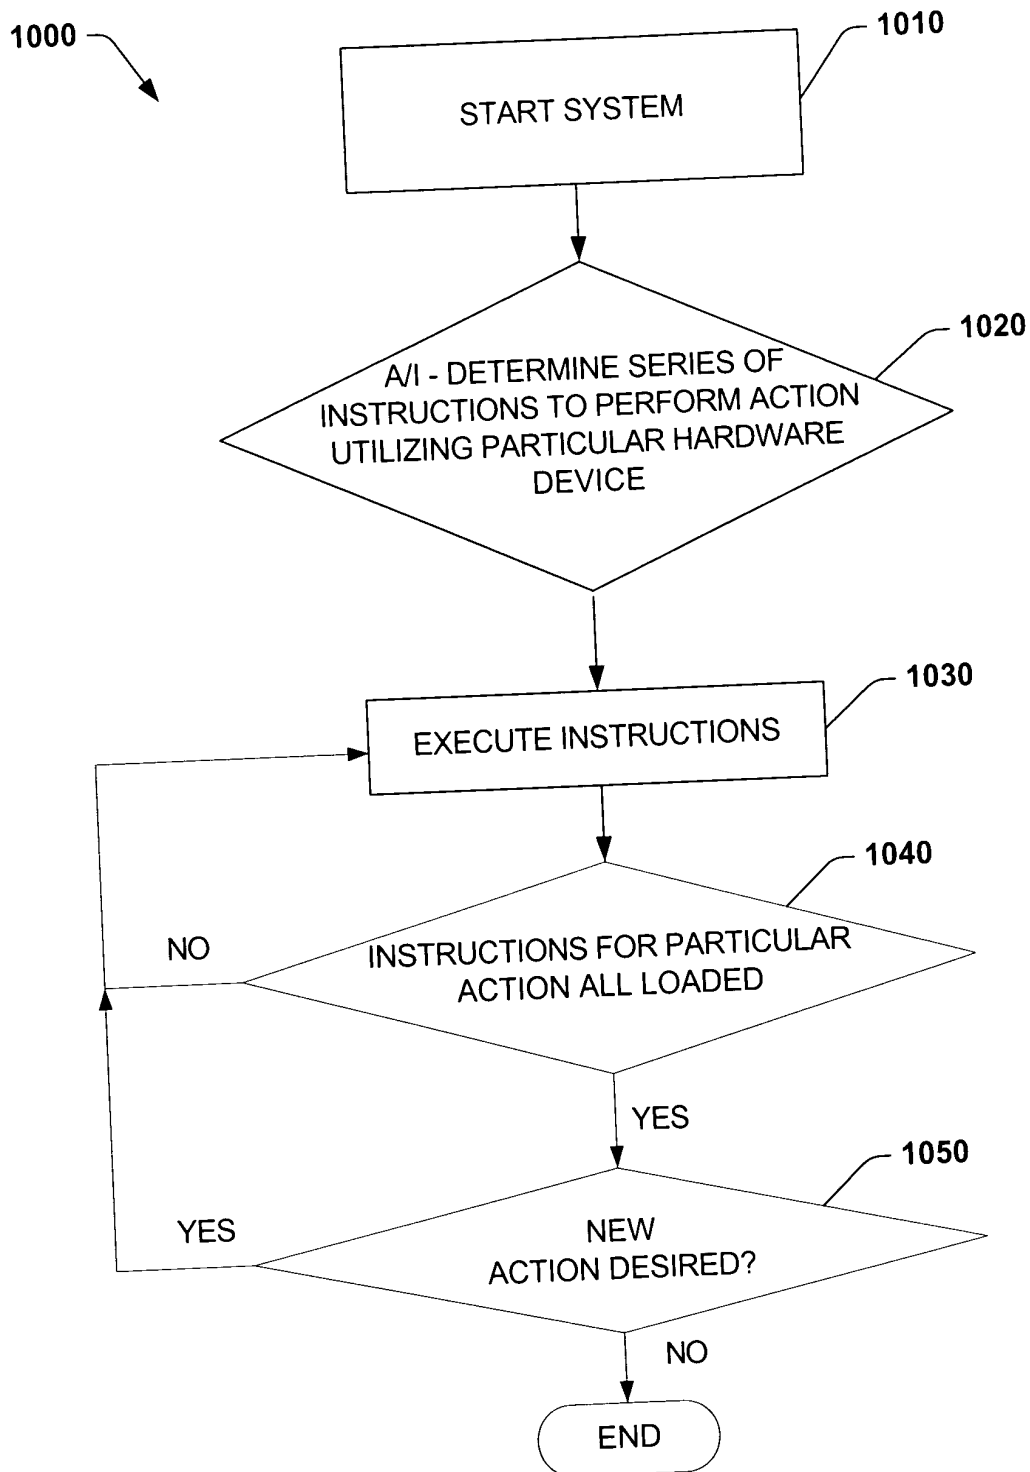 1000
1010
START SYSTEM
1020
A/I - DETERMINE SERIES OF
INSTRUCTIONS TO PERFORM ACTION
UTILIZING PARTICULAR HARDWARE
DEVICE
1030
EXECUTE INSTRUCTIONS
1040
NO
INSTRUCTIONS FOR PARTICULAR
ACTION ALL LOADED
YES
1050
YES
NEW
ACTION DESIRED?
NO
END